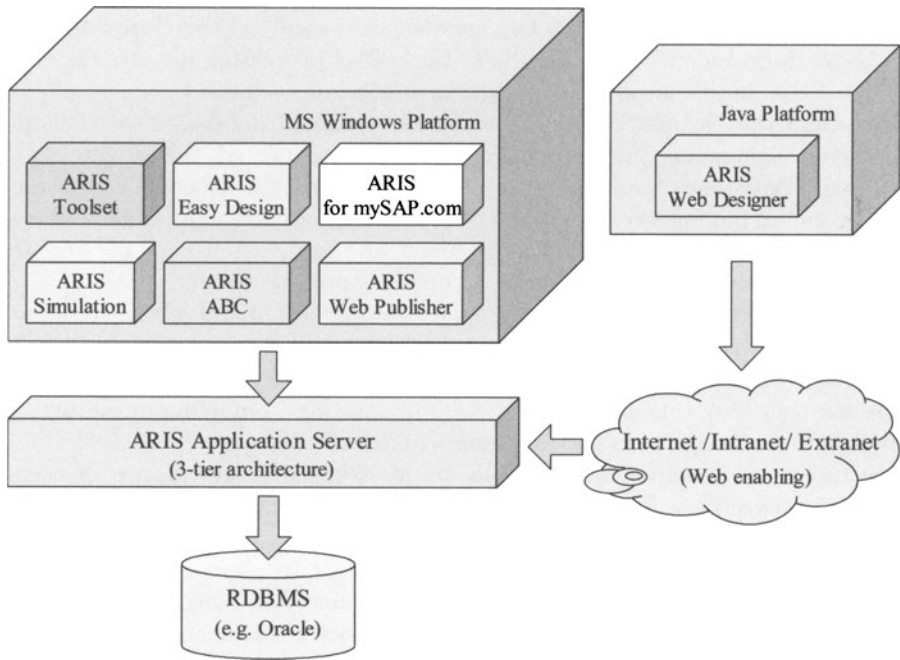 MS Windows Platform
ARIS
Toolset
ARIS
Easy Design
ARIS
for mySAP.com
ARIS
Simulation
ARIS
ABC
ARIS
Web Publisher
Java Platform
ARIS
Web Designer
ARIS Application Server
(3-tier architecture)
Internet /Intranet/ Extranet
(Web enabling)
RDBMS
(e.g. Oracle)